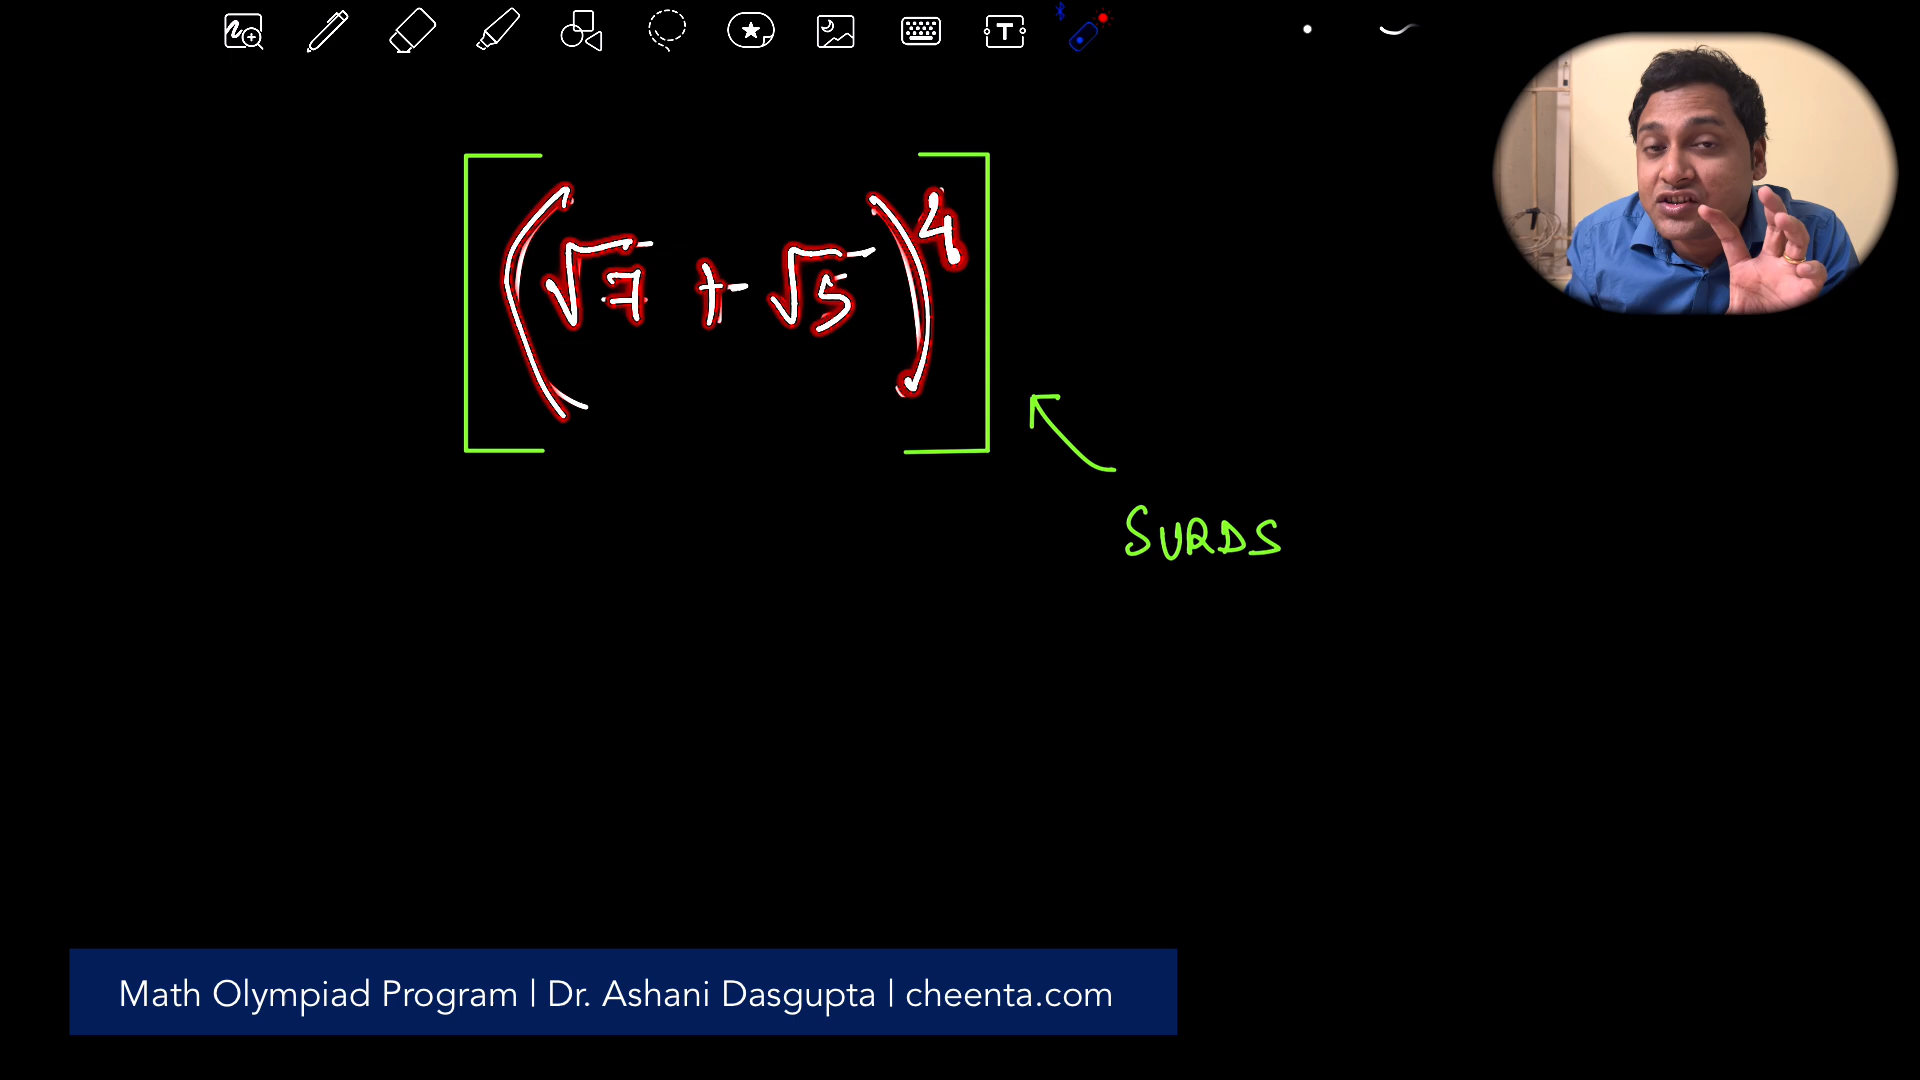 [(√7 + √5)⁴]
SURDS
Math Olympiad Program | Dr. Ashani Dasgupta | cheenta.com